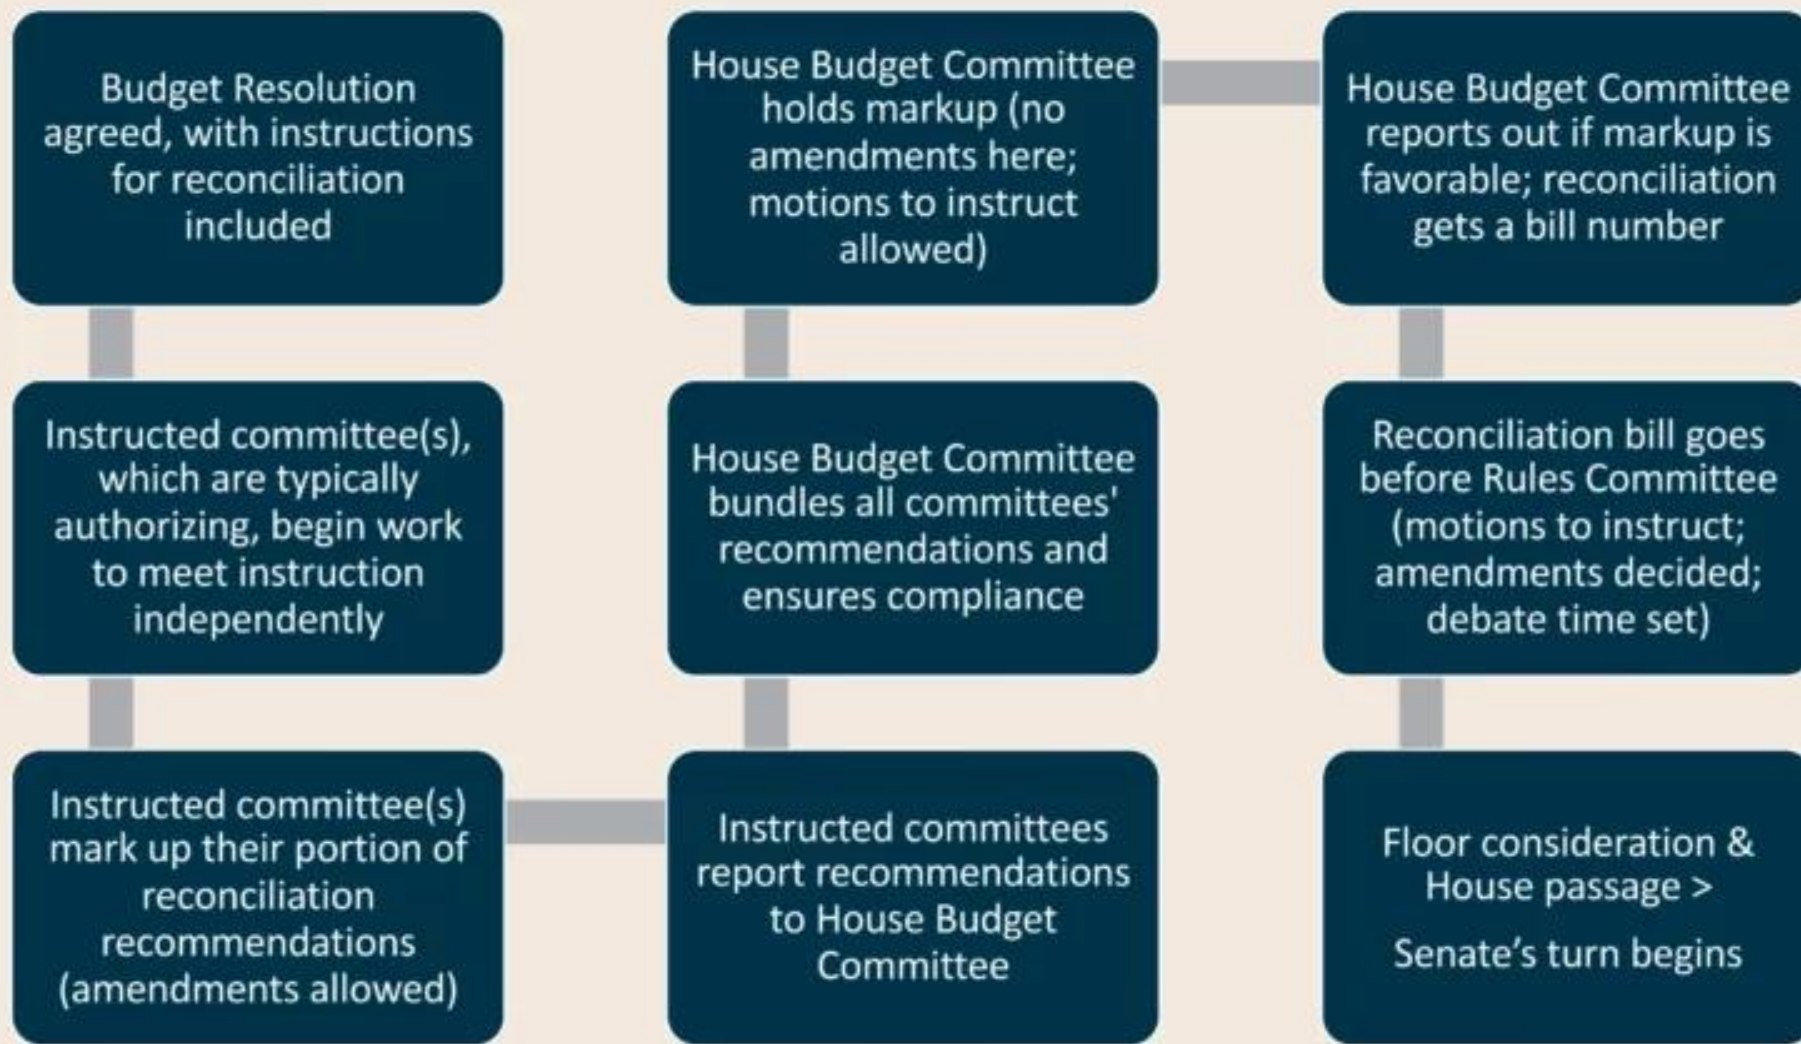 Budget Resolution
agreed, with instructions
for reconciliation
included
Instructed committee(s),
which are typically
authorizing, begin work
to meet instruction
independently
Instructed committee(s)
mark up their portion of
reconciliation
recommendations
(amendments allowed)
Instructed committees
report recommendations
to House Budget
Committee
House Budget Committee
bundles all committees'
recommendations and
ensures compliance
House Budget Committee
holds markup (no
amendments here;
motions to instruct
allowed)
House Budget Committee
reports out if markup is
favorable; reconciliation
gets a bill number
Reconciliation bill goes
before Rules Committee
(motions to instruct;
amendments decided;
debate time set)
Floor consideration &
House passage >
Senate’s turn begins